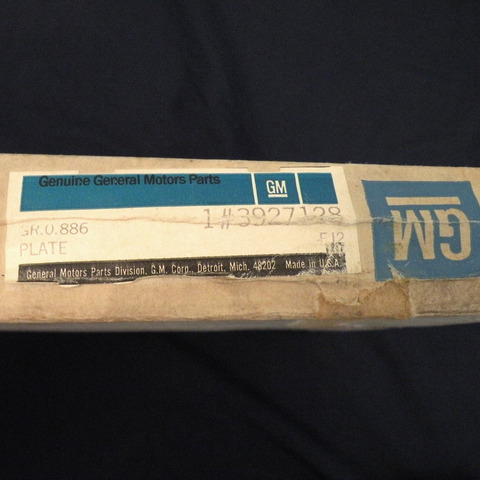 Genuine General Motors Parts
GM
1#3927128
GR.0.886
PLATE
General Motors Parts Division, G.M. Corp., Detroit, Mich. 48202 Made in U.S.A.
GM